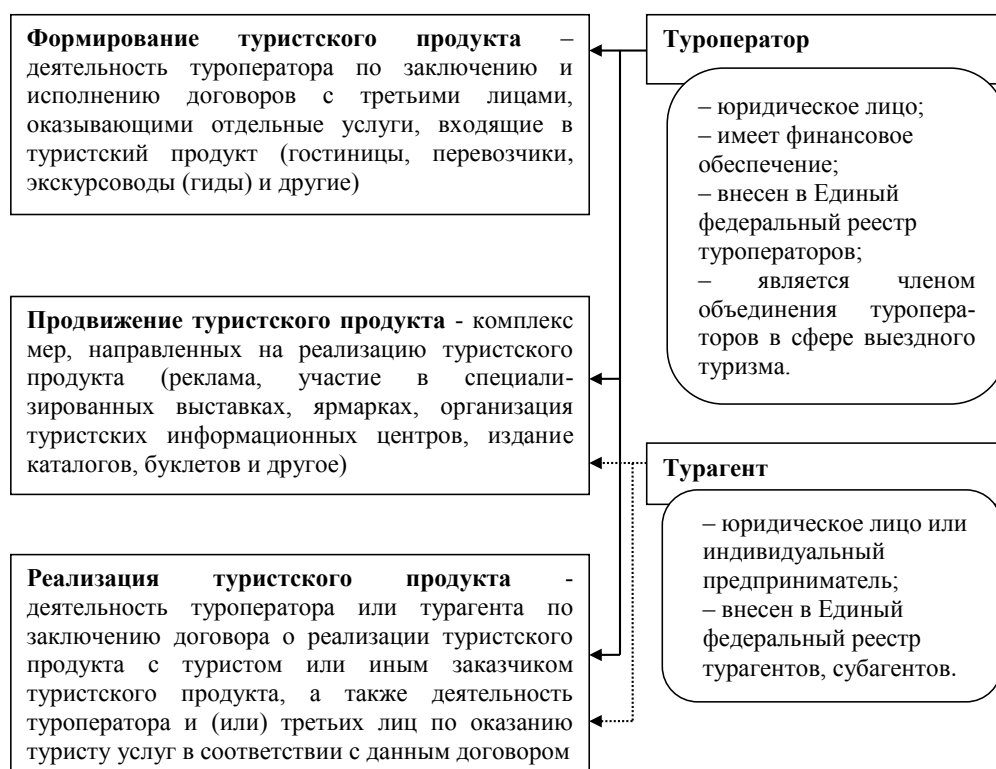 Формирование туристского продукта –
деятельность туроператора по заключению и
исполнению договоров с третьими лицами,
оказывающими отдельные услуги, входящие в
туристский продукт (гостиницы, перевозчики,
экскурсоводы (гиды) и другие)
Продвижение туристского продукта - комплекс
мер, направленных на реализацию туристского
продукта (реклама, участие в специали-
зированных выставках, ярмарках, организация
туристских информационных центров, издание
каталогов, буклетов и другое)
Реализация туристского продукта -
деятельность туроператора или турагента по
заключению договора о реализации туристского
продукта с туристом или иным заказчиком
туристского продукта, а также деятельность
туроператора и (или) третьих лиц по оказанию
туристу услуг в соответствии с данным договором
Туроператор
– юридическое лицо;
– имеет финансовое
обеспечение;
– внесен в Единый
федеральный реестр
туроператоров;
– является членом
объединения туропера-
торов в сфере выездного
туризма.
Турагент
– юридическое лицо или
индивидуальный
предприниматель;
– внесен в Единый
федеральный реестр
турагентов, субагентов.